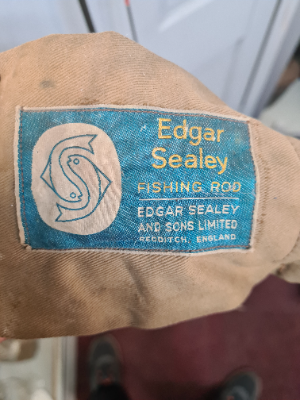 Edgar
Sealey
FISHING ROD
EDGAR SEALEY
AND SONS LIMITED
REDDITCH, ENGLAND